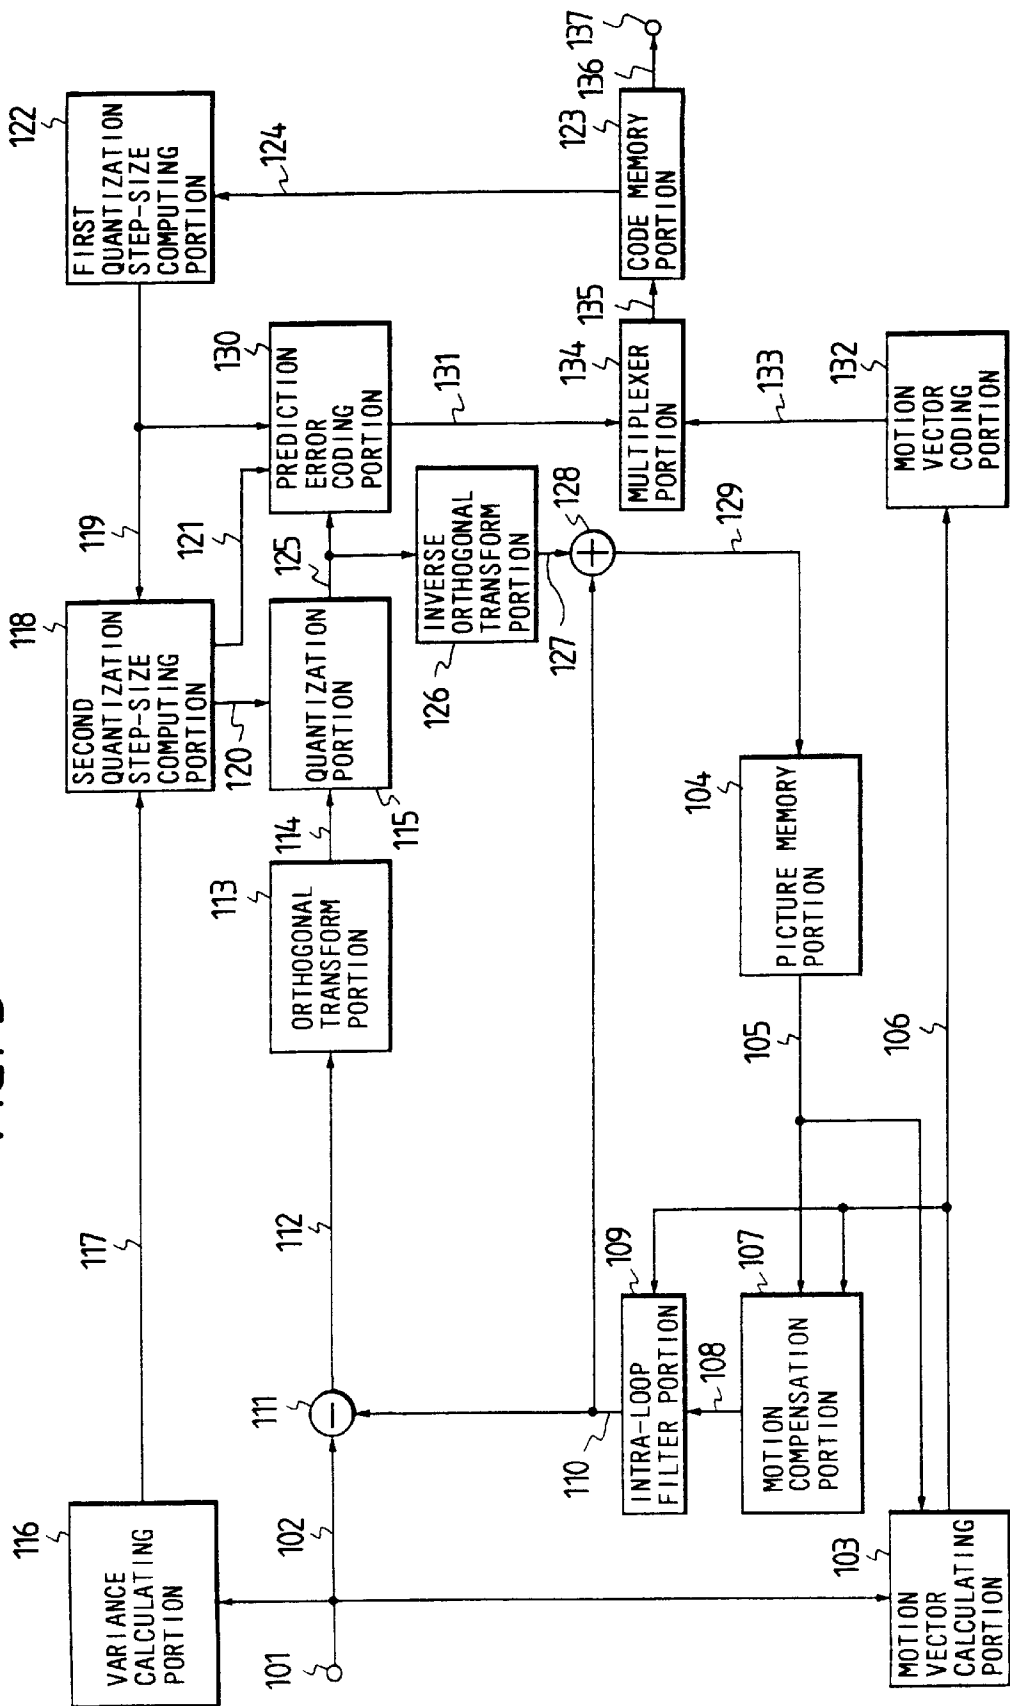 116
VARIANCE
CALCULATING
PORTION
117
118
SECOND
QUANTIZATION
STEP-SIZE
COMPUTING
PORTION
119
122
FIRST
QUANTIZATION
STEP-SIZE
COMPUTING
PORTION
124
120
121
101
102
111
112
113
ORTHOGONAL
TRANSFORM
PORTION
114
115
QUANTIZATION
PORTION
125
130
PREDICTION
ERROR
CODING
PORTION
131
126
INVERSE
ORTHOGONAL
TRANSFORM
PORTION
127
128
129
110
109
INTRA-LOOP
FILTER PORTION
108
107
MOTION
COMPENSATION
PORTION
105
104
PICTURE MEMORY
PORTION
134
MULTIPLEXER
PORTION
135
123
CODE MEMORY
PORTION
136
137
133
103
MOTION
VECTOR
CALCULATING
PORTION
106
132
MOTION
VECTOR
CODING
PORTION